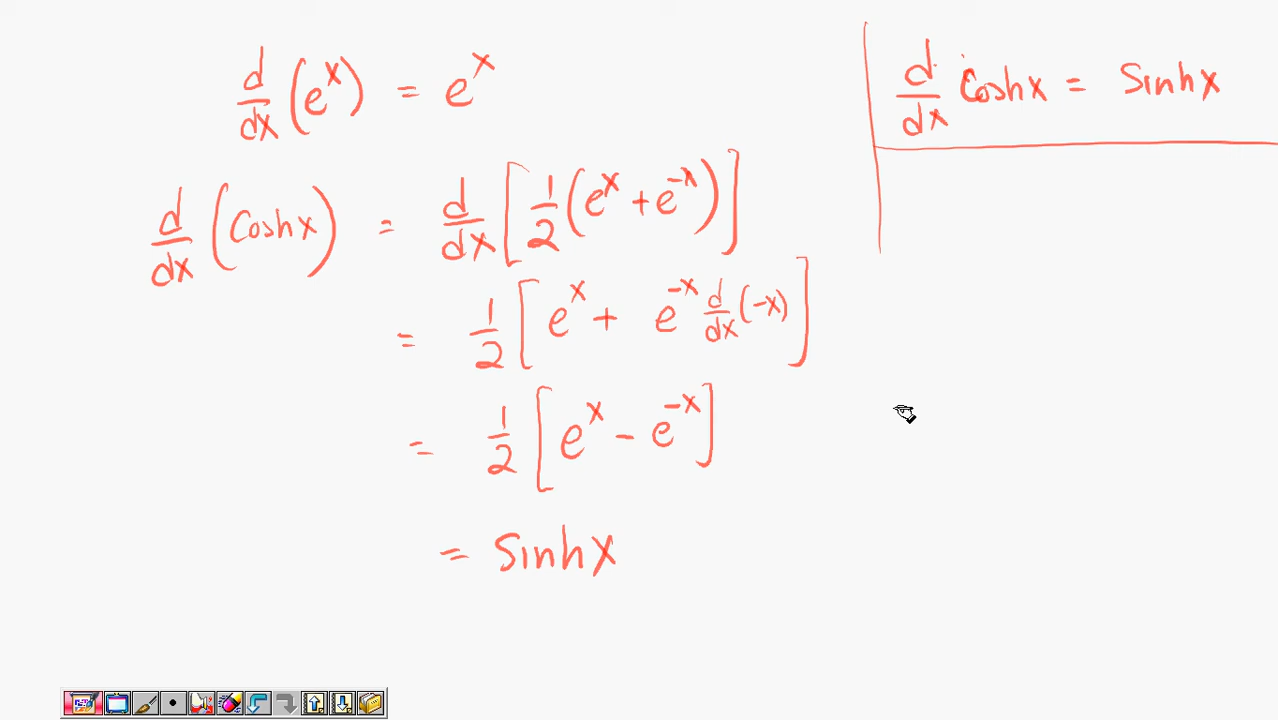 d/dx (e^x) = e^x
d/dx Coshx = Sinhx
d/dx (Coshx) = d/dx [1/2 (e^x + e^-x)]
= 1/2 [e^x + e^-x d/dx (-x)]
= 1/2 [e^x - e^-x]
= Sinhx